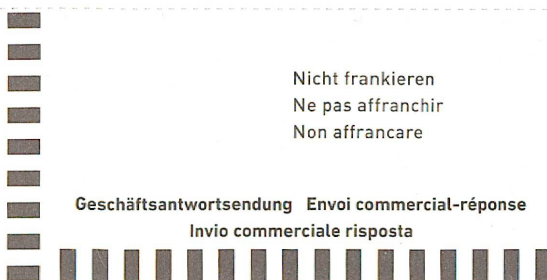 Nicht frankieren
Ne pas affranchir
Non affrancare
Geschäftsantwortsendung Envoi commercial-réponse
Invio commerciale risposta